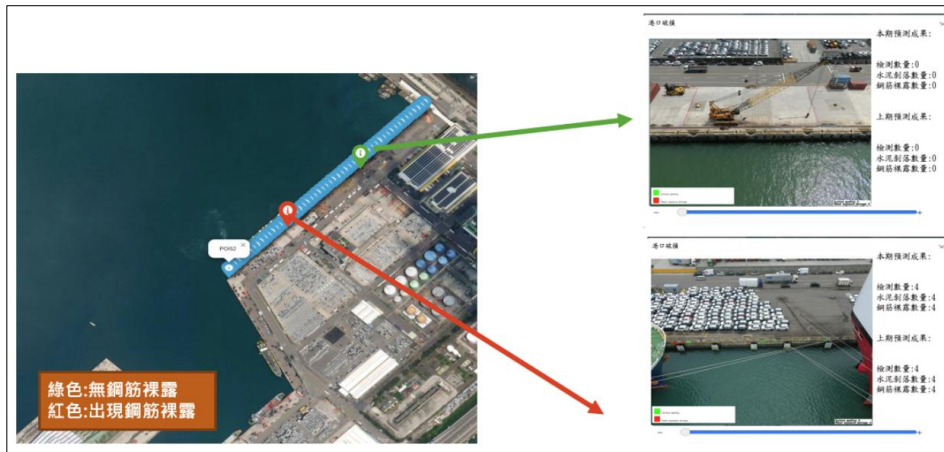 POI52
綠色:無鋼筋裸露
紅色:出現鋼筋裸露
港口破損
本期預測成果:
檢測數量:0
水泥剝落數量:0
鋼筋裸露數量:0
上期預測成果:
檢測數量:0
水泥剝落數量:0
鋼筋裸露數量:0
港口破損
本期預測成果:
檢測數量:4
水泥剝落數量:4
鋼筋裸露數量:4
上期預測成果:
檢測數量:4
水泥剝落數量:4
鋼筋裸露數量:4